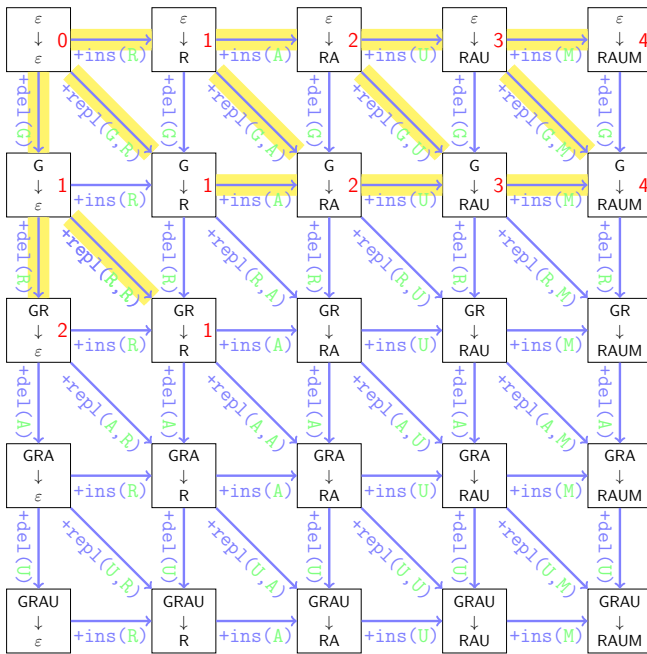 ε ↓ ε 0 +ins(R) ε ↓ R 1 +ins(A) ε ↓ RA 2 +ins(U) ε ↓ RAU 3 +ins(M) ε ↓ RAUM 4
+del(G) +repl(G,R) +del(G) +repl(G,A) +del(G) +repl(G,U) +del(G) +repl(G,M) +del(G)
G ↓ ε 1 +ins(R) G ↓ R 1 +ins(A) G ↓ RA 2 +ins(U) G ↓ RAU 3 +ins(M) G ↓ RAUM 4
+del(R) +repl(R,R) +del(R) +repl(R,A) +del(R) +repl(R,U) +del(R) +repl(R,M) +del(R)
GR ↓ ε 2 +ins(R) GR ↓ R 1 +ins(A) GR ↓ RA +ins(U) GR ↓ RAU +ins(M) GR ↓ RAUM
+del(A) +repl(A,R) +del(A) +repl(A,A) +del(A) +repl(A,U) +del(A) +repl(A,M) +del(A)
GRA ↓ ε +ins(R) GRA ↓ R +ins(A) GRA ↓ RA +ins(U) GRA ↓ RAU +ins(M) GRA ↓ RAUM
+del(U) +repl(U,R) +del(U) +repl(U,A) +del(U) +repl(U,U) +del(U) +repl(U,M) +del(U)
GRAU ↓ ε +ins(R) GRAU ↓ R +ins(A) GRAU ↓ RA +ins(U) GRAU ↓ RAU +ins(M) GRAU ↓ RAUM